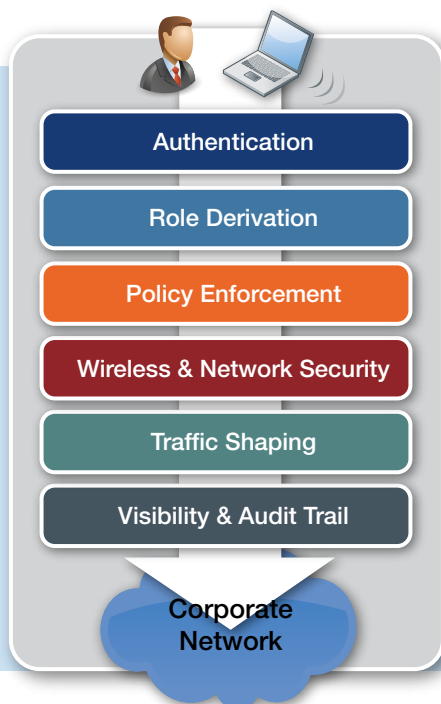 Authentication
Role Derivation
Policy Enforcement
Wireless & Network Security
Traffic Shaping
Visibility & Audit Trail
Corporate
Network